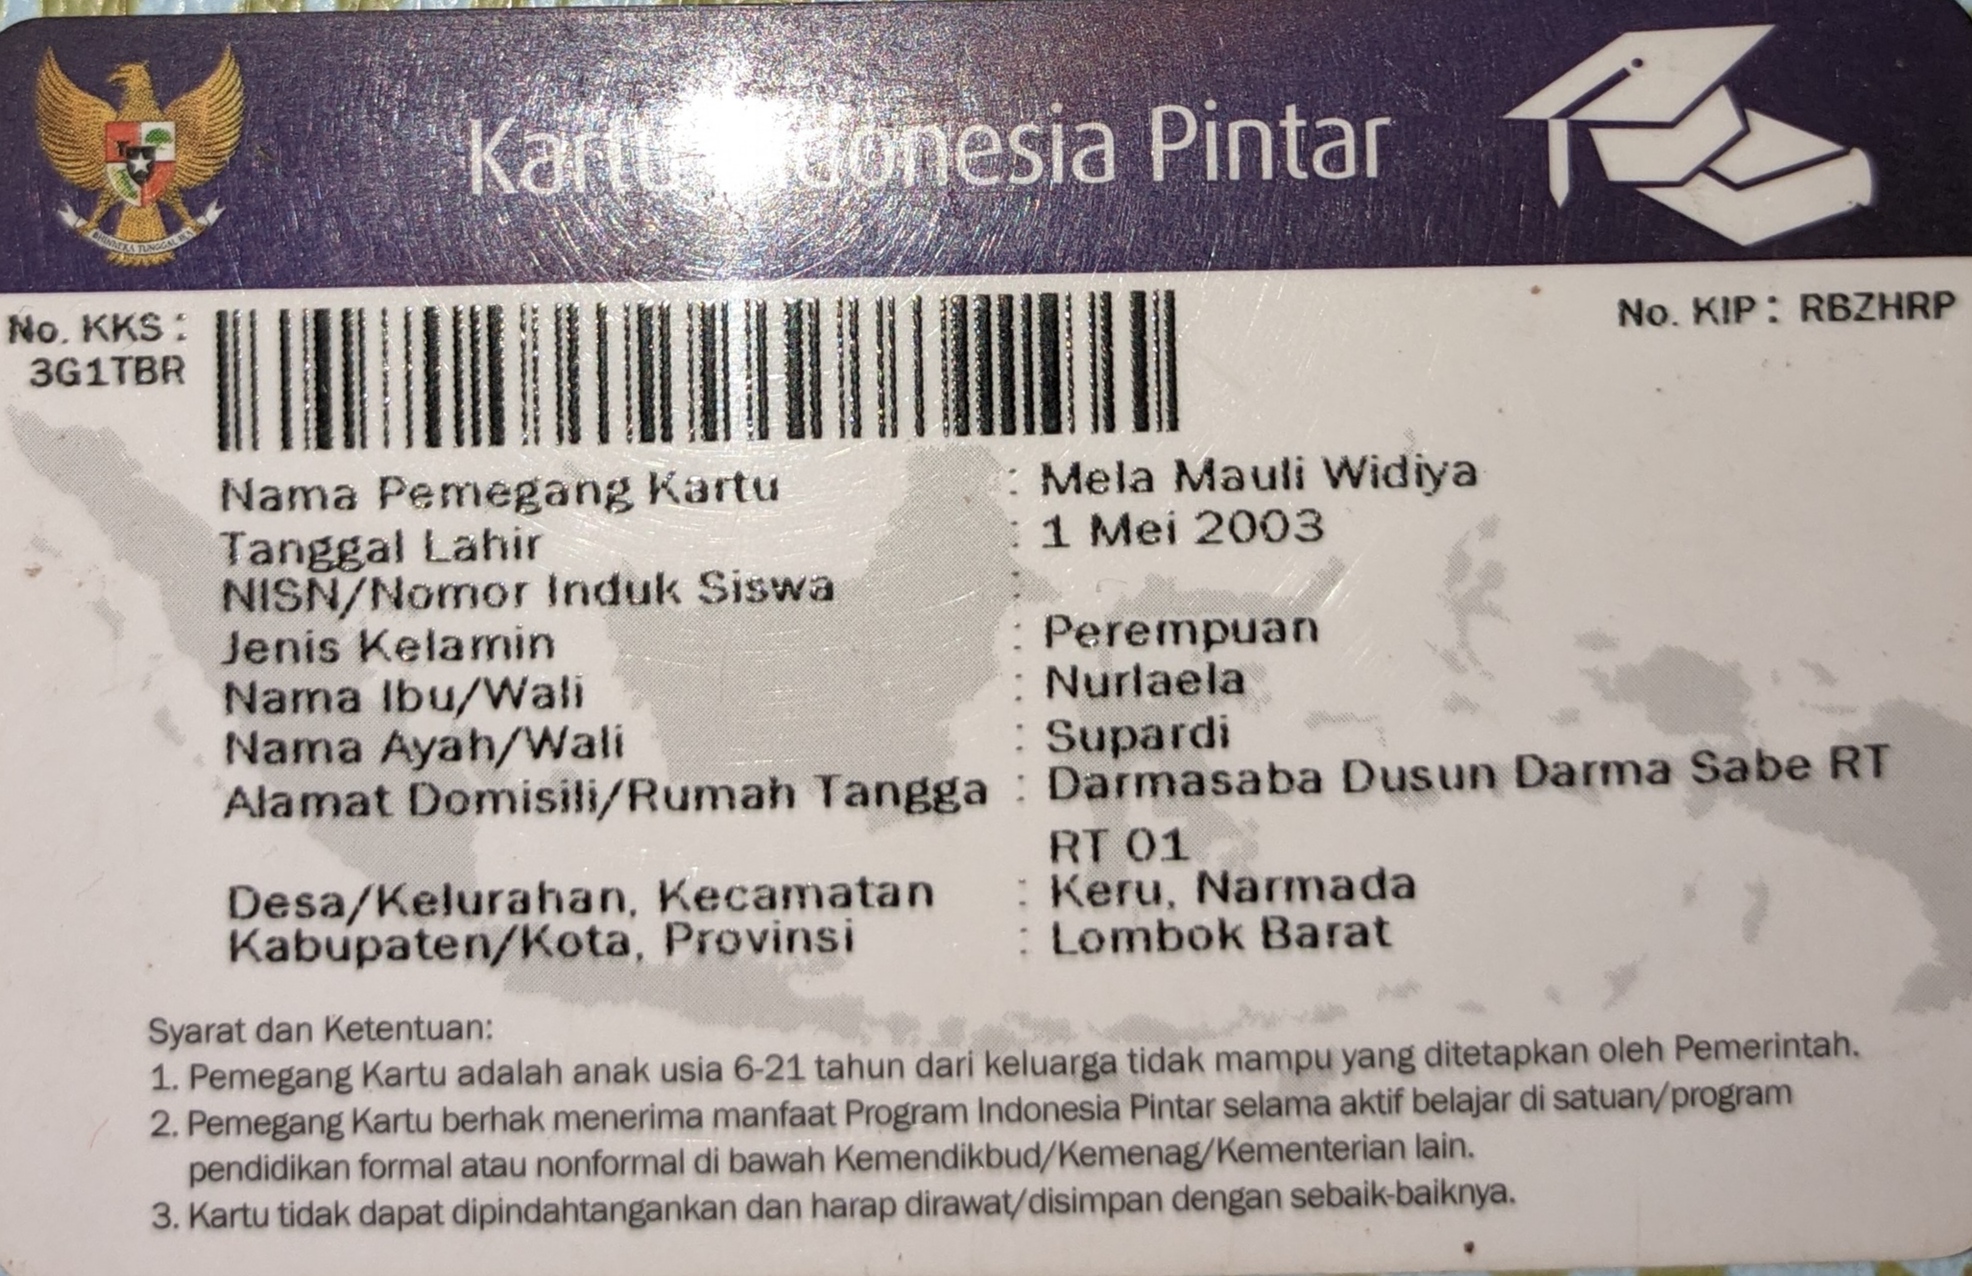 Kartu Indonesia Pintar
BHINNEKA TUNGGAL IKA
No. KKS :
3G1TBR
No. KIP : RBZHRP
Nama Pemegang Kartu : Mela Mauli Widiya
Tanggal Lahir : 1 Mei 2003
NISN/Nomor Induk Siswa :
Jenis Kelamin : Perempuan
Nama Ibu/Wali : Nurlaela
Nama Ayah/Wali : Supardi
Alamat Domisili/Rumah Tangga : Darmasaba Dusun Darma Sabe RT
RT 01
Desa/Kelurahan, Kecamatan : Keru, Narmada
Kabupaten/Kota, Provinsi : Lombok Barat
Syarat dan Ketentuan:
1. Pemegang Kartu adalah anak usia 6-21 tahun dari keluarga tidak mampu yang ditetapkan oleh Pemerintah.
2. Pemegang Kartu berhak menerima manfaat Program Indonesia Pintar selama aktif belajar di satuan/program
pendidikan formal atau nonformal di bawah Kemendikbud/Kemenag/Kementerian lain.
3. Kartu tidak dapat dipindahtangankan dan harap dirawat/disimpan dengan sebaik-baiknya.